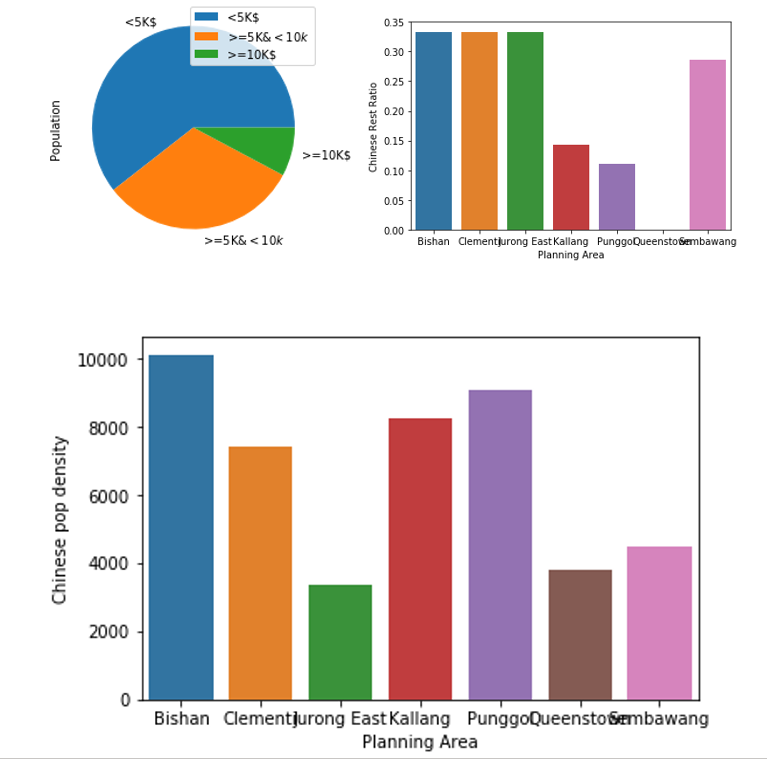 <5K$
<5K$
>=5K&<10k
>=10K$
Population
>=10K$
>=5K&<10k
0.35
0.30
0.25
0.20
0.15
0.10
0.05
0.00
Chinese Rest Ratio
Bishan Clementi Jurong East Kallang Punggol Queenstown Sembawang
Planning Area
10000
8000
6000
4000
2000
0
Chinese pop density
Bishan Clementi Jurong East Kallang Punggol Queenstown Sembawang
Planning Area